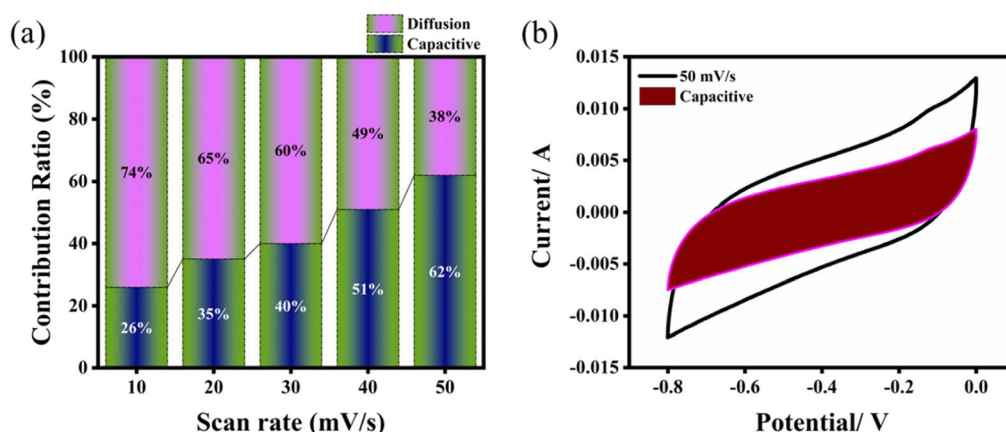 (a)
Diffusion
Capacitive
Contribution Ratio (%)
100
80
60
40
20
0
74%
65%
60%
49%
38%
26%
35%
40%
51%
62%
10 20 30 40 50
Scan rate (mV/s)
(b)
50 mV/s
Capacitive
Current/ A
0.015
0.010
0.005
0.000
-0.005
-0.010
-0.015
-0.8 -0.6 -0.4 -0.2 0.0
Potential/ V